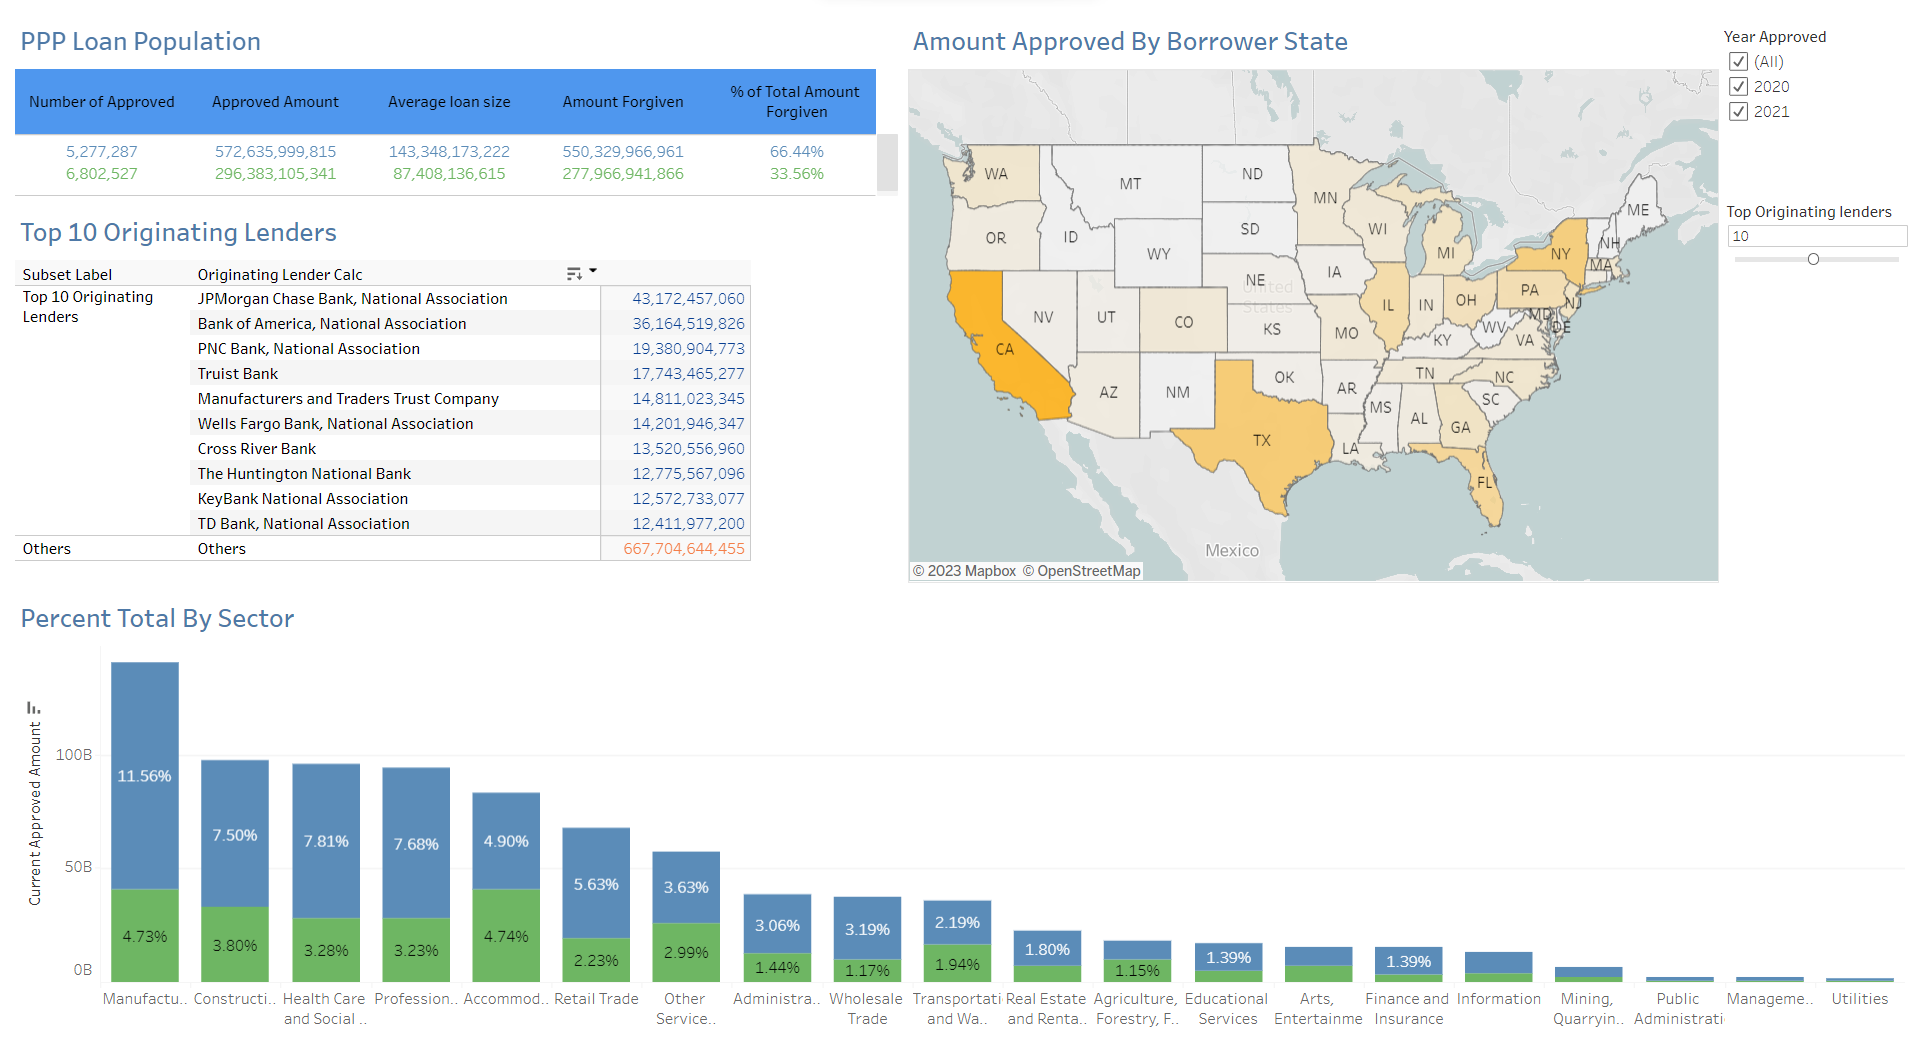 PPP Loan Population
Number of Approved Approved Amount Average loan size Amount Forgiven % of Total Amount Forgiven
5,277,287 572,635,999,815 143,348,173,222 550,329,966,961 66.44%
6,802,527 296,383,105,341 87,408,136,615 277,966,941,866 33.56%
Top 10 Originating Lenders
Subset Label Originating Lender Calc
Top 10 Originating Lenders JPMorgan Chase Bank, National Association 43,172,457,060
Bank of America, National Association 36,164,519,826
PNC Bank, National Association 19,380,904,773
Truist Bank 17,743,465,277
Manufacturers and Traders Trust Company 14,811,023,345
Wells Fargo Bank, National Association 14,201,946,347
Cross River Bank 13,520,556,960
The Huntington National Bank 12,775,567,096
KeyBank National Association 12,572,733,077
TD Bank, National Association 12,411,977,200
Others Others 667,704,644,455
Amount Approved By Borrower State
WA
MT
ND
MN
ME
OR
ID
SD
WI
NH
WY
MI
NY
MA
IA
NE
United States
PA
NV
UT
CO
KS
MO
IL
IN
OH
NJ
MD
DE
WV
VA
KY
CA
AZ
NM
OK
AR
TN
NC
SC
MS
AL
GA
TX
LA
FL
Mexico
© 2023 Mapbox © OpenStreetMap
Year Approved
(All)
2020
2021
Top Originating lenders
10
Percent Total By Sector
Current Approved Amount
100B
50B
0B
11.56%
7.50%
7.81%
7.68%
4.90%
5.63%
3.63%
3.06%
3.19%
2.19%
1.80%
1.39%
1.39%
4.73%
3.80%
3.28%
3.23%
4.74%
2.23%
2.99%
1.44%
1.17%
1.94%
1.15%
Manufactu..
Constructi..
Health Care
and Social ..
Profession..
Accommod..
Retail Trade
Other
Service..
Administra..
Wholesale
Trade
Transportati
and Wa..
Real Estate
and Renta..
Agriculture,
Forestry, F..
Educational
Services
Arts,
Entertainme
Finance and
Insurance
Information
Mining,
Quarryin..
Public
Administrati
Manageme..
Utilities